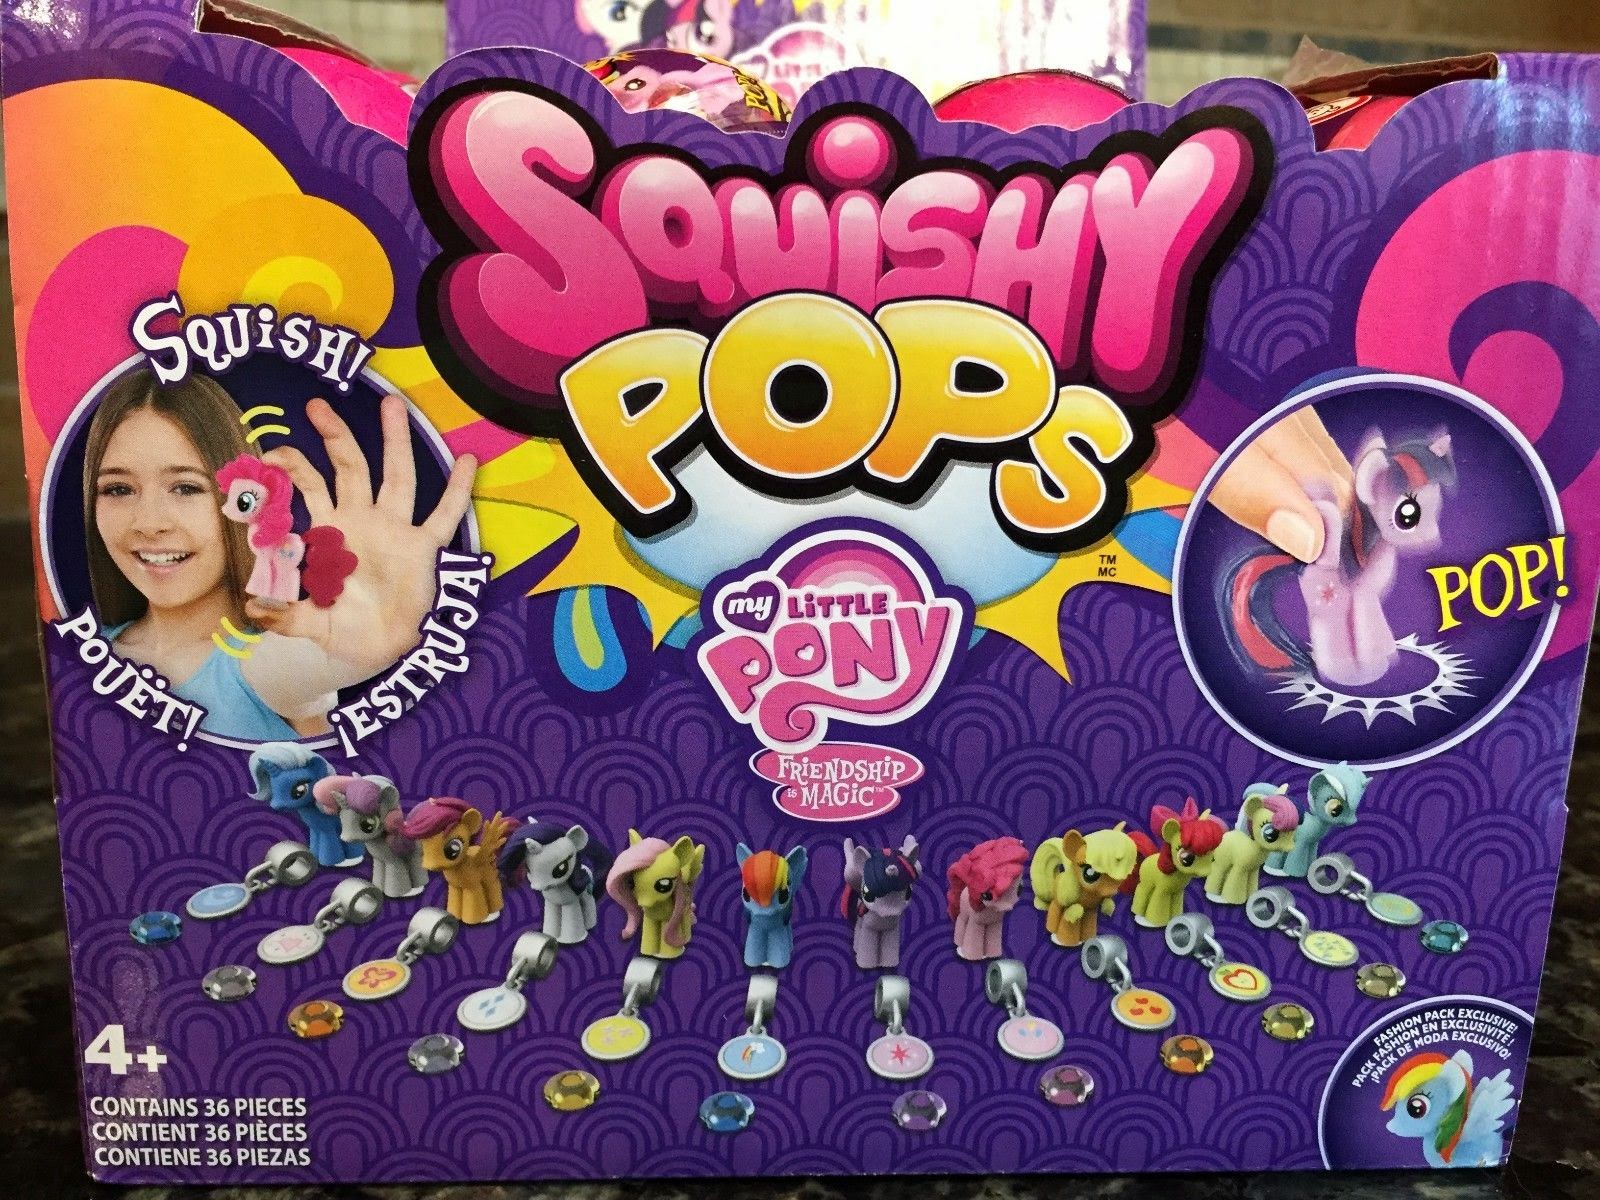 SQUiSHY
POPs
TM
MC
my LiTTLE
PONY
FRiENDSHiP
is MAGiC™
SQUiSH!
POUËT!
¡ESTRUJA!
POP!
4+
CONTAINS 36 PIECES
CONTIENT 36 PIÈCES
CONTIENE 36 PIEZAS
FASHION PACK EXCLUSIVE!
PACK FASHION EN EXCLUSIVITÉ !
¡PACK DE MODA EXCLUSIVO!